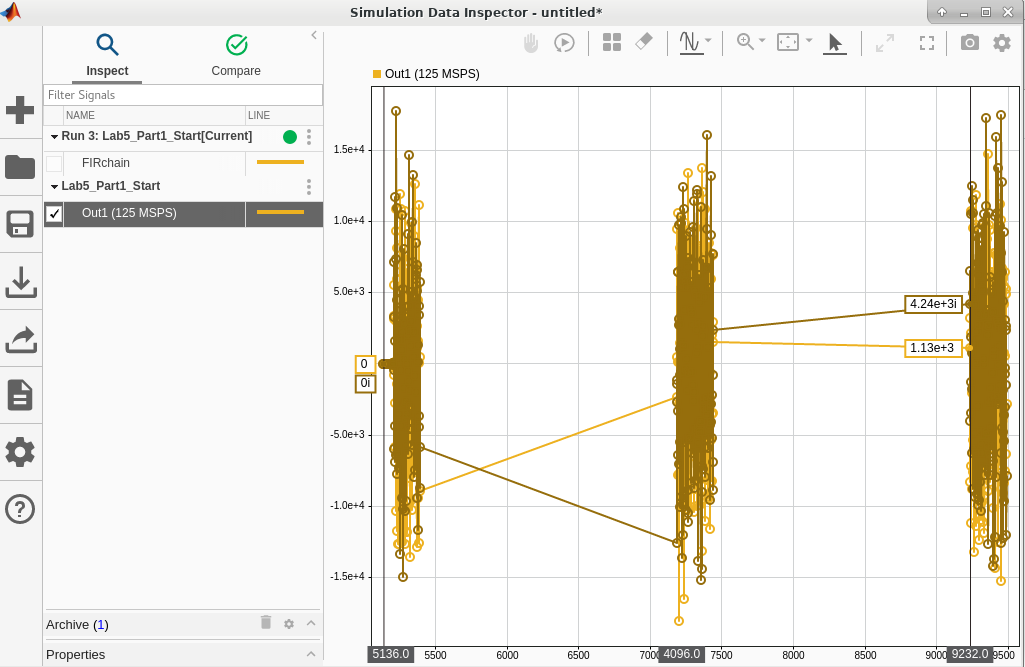 Simulation Data Inspector - untitled*
Inspect
Compare
Filter Signals
NAME
LINE
Run 3: Lab5_Part1_Start[Current]
FIRchain
Lab5_Part1_Start
Out1 (125 MSPS)
Archive (1)
Properties
Out1 (125 MSPS)
1.5e+4
1.0e+4
5.0e+3
0
0i
-5.0e+3
-1.0e+4
-1.5e+4
4.24e+3i
1.13e+3
5136.0
5500
6000
6500
4096.0
7500
8000
8500
9232.0
9500